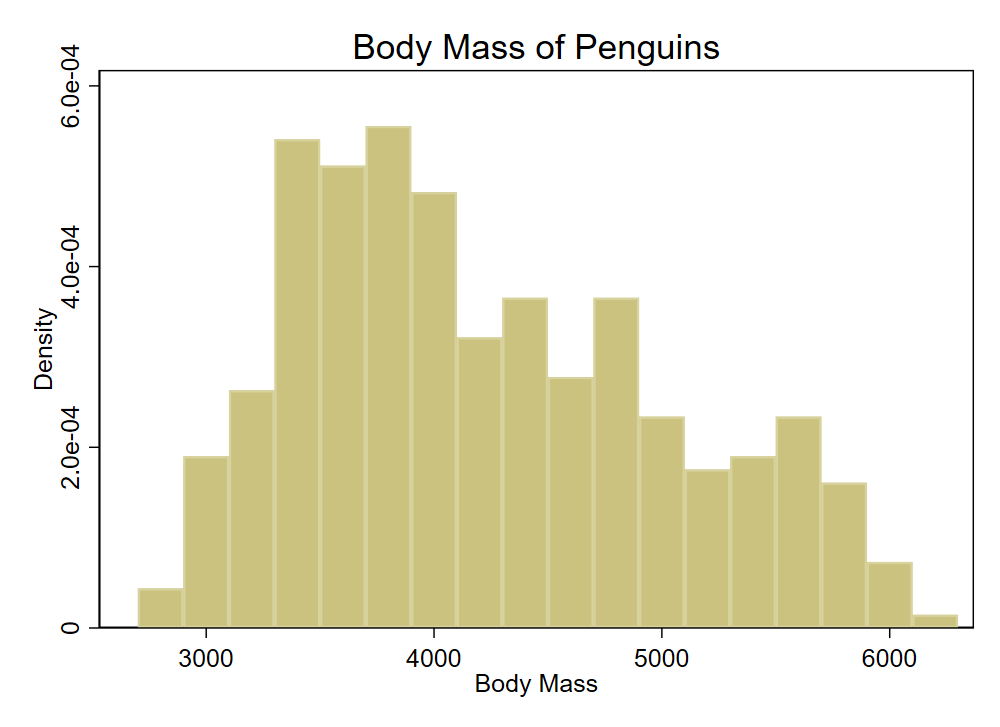 Body Mass of Penguins
6.0e-04
4.0e-04
2.0e-04
0
Density
3000 4000 5000 6000
Body Mass